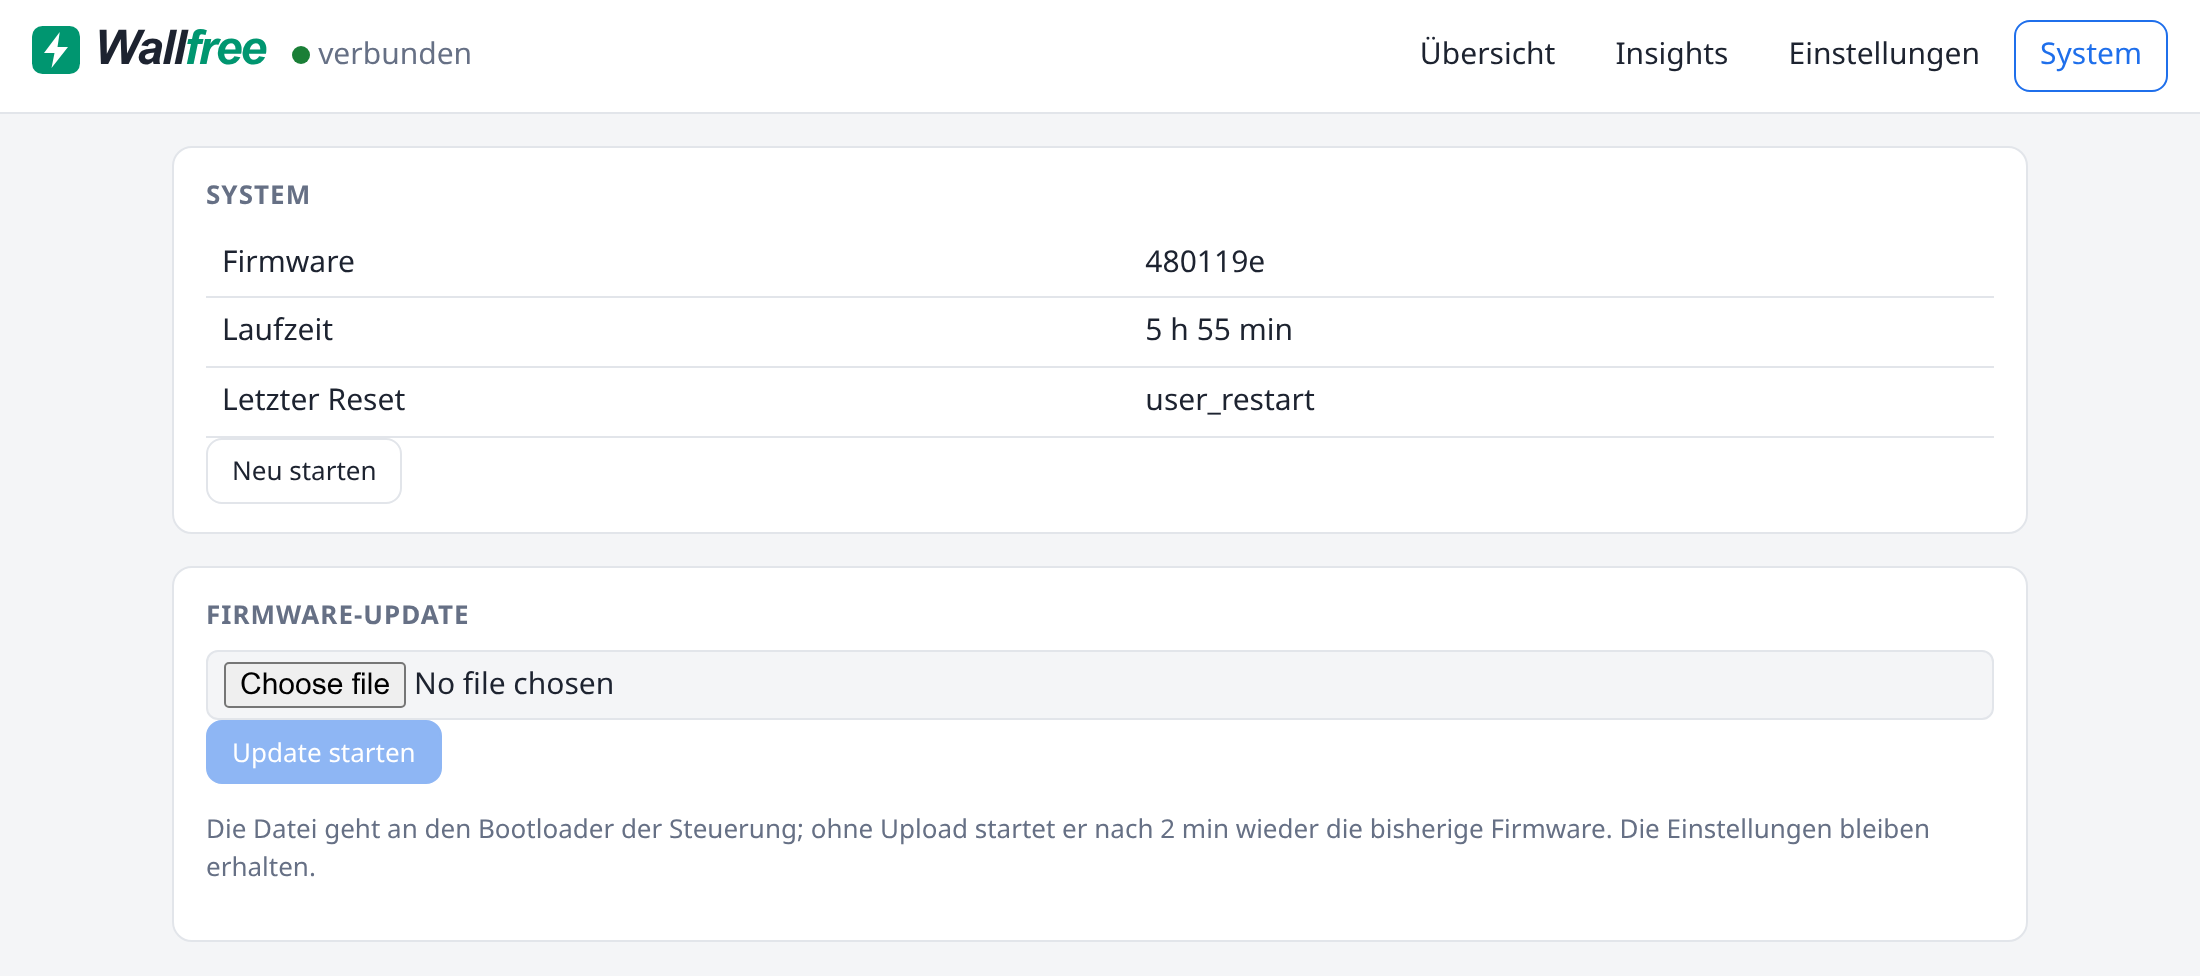 Wallfree verbunden Übersicht Insights Einstellungen System
SYSTEM
Firmware 480119e
Laufzeit 5 h 55 min
Letzter Reset user_restart
Neu starten
FIRMWARE-UPDATE
Choose file No file chosen
Update starten
Die Datei geht an den Bootloader der Steuerung; ohne Upload startet er nach 2 min wieder die bisherige Firmware. Die Einstellungen bleiben
erhalten.